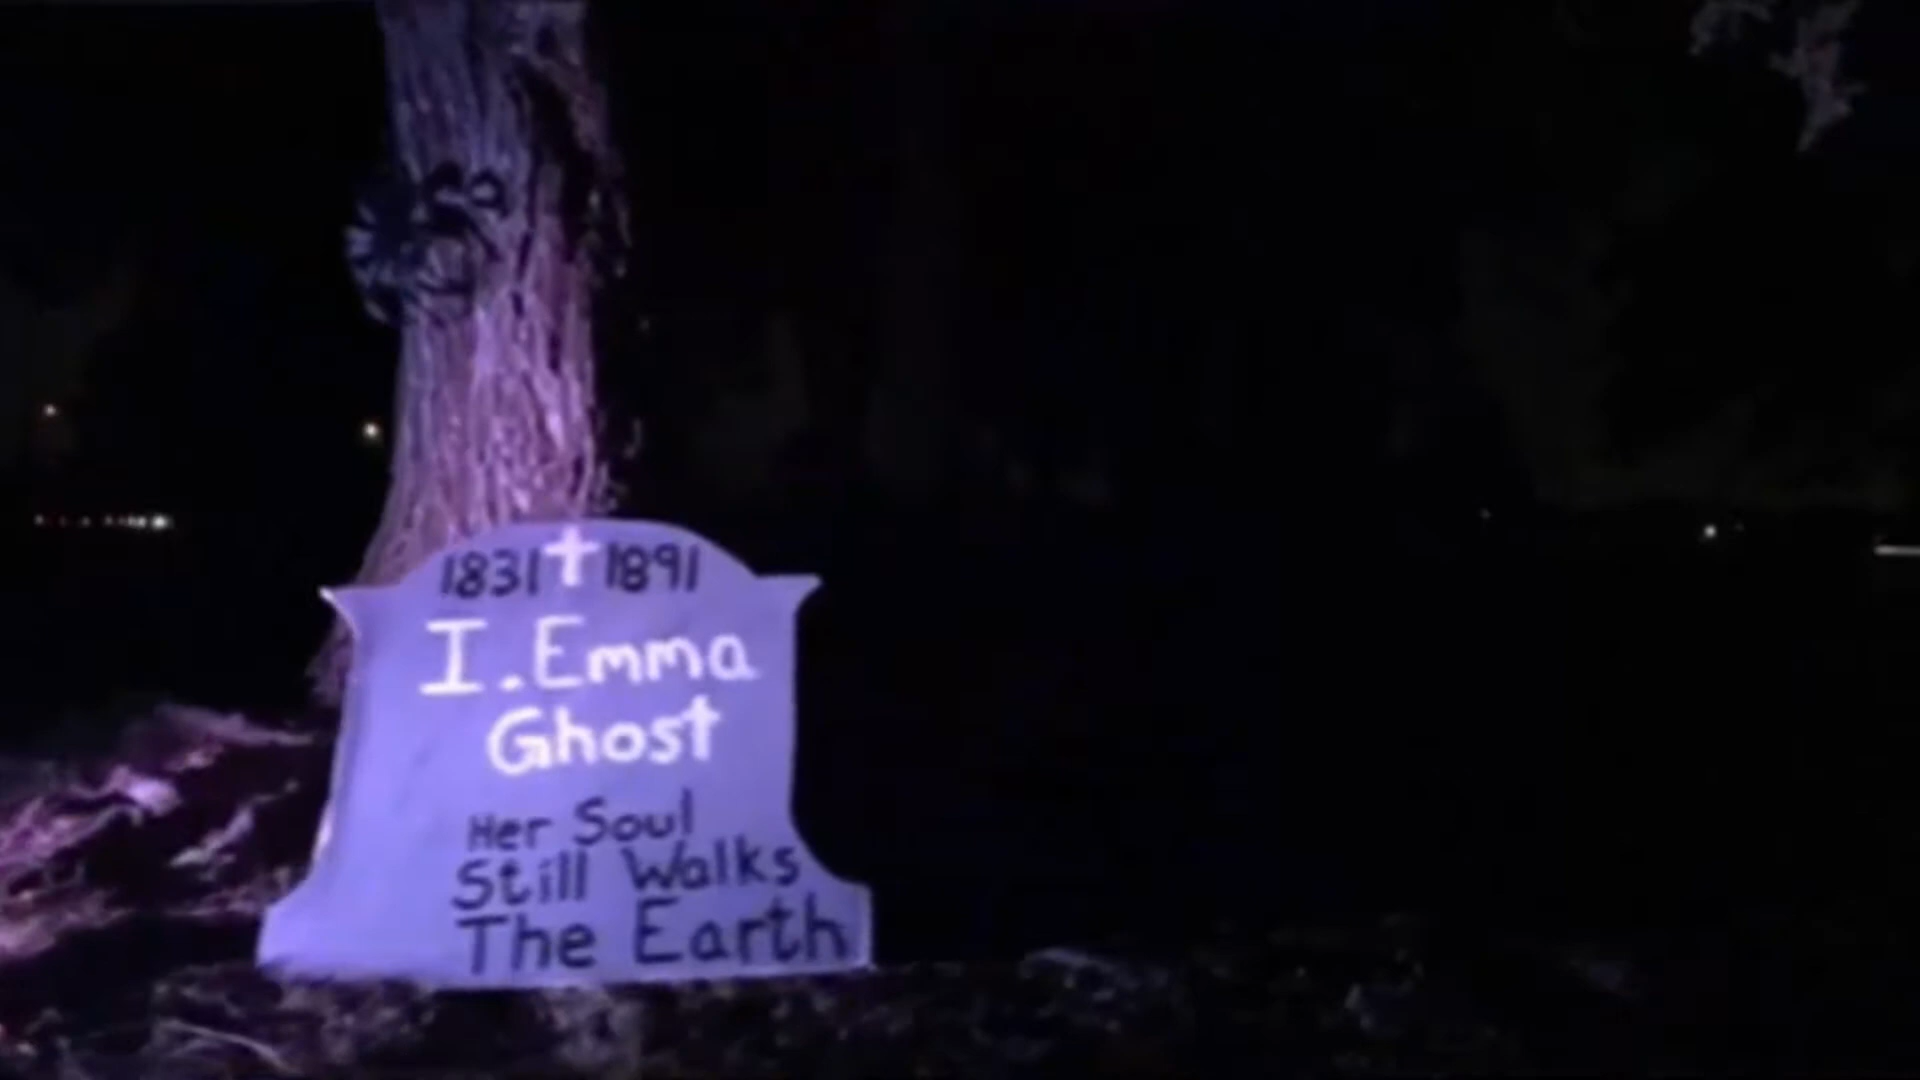 1831 † 1891
I. Emma
Ghost
Her Soul
Still Walks
The Earth